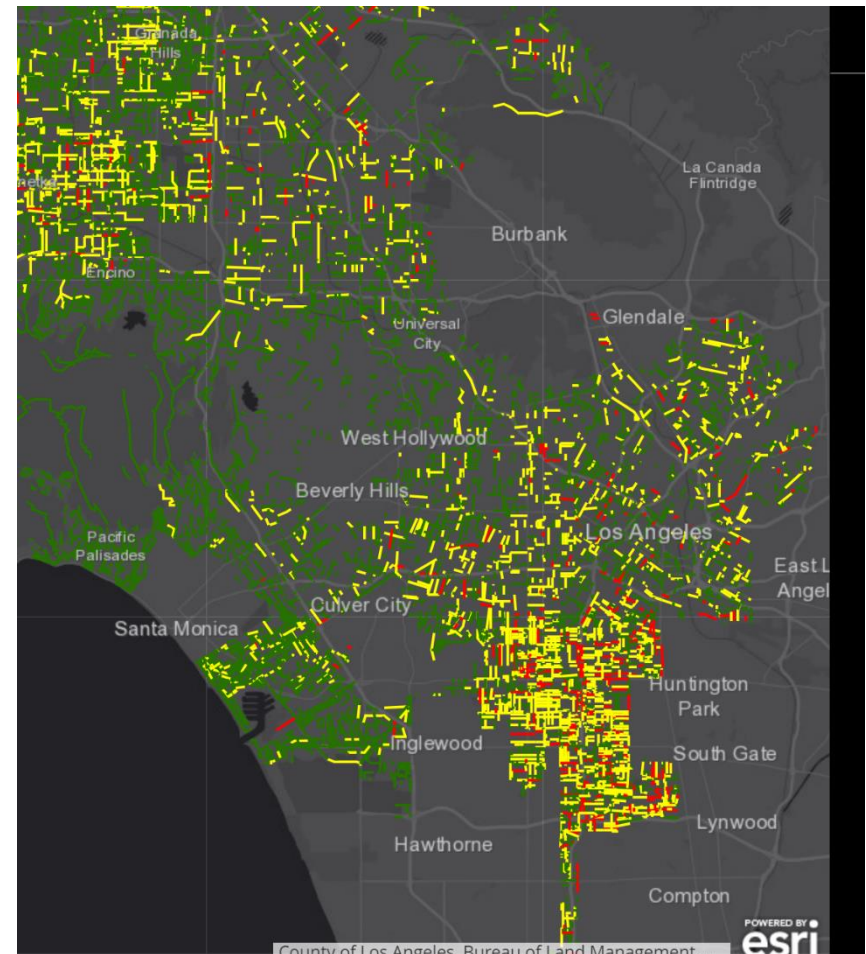 Granada
Hills
La Canada
Flintridge
Burbank
Encino
Universal
City
Glendale
West Hollywood
Beverly Hills
Los Angeles
Pacific
Palisades
East L
Angel
Culver City
Santa Monica
Huntington
Park
Inglewood
South Gate
Lynwood
Hawthorne
Compton
POWERED BY
esri
County of Los Angeles, Bureau of Land Management